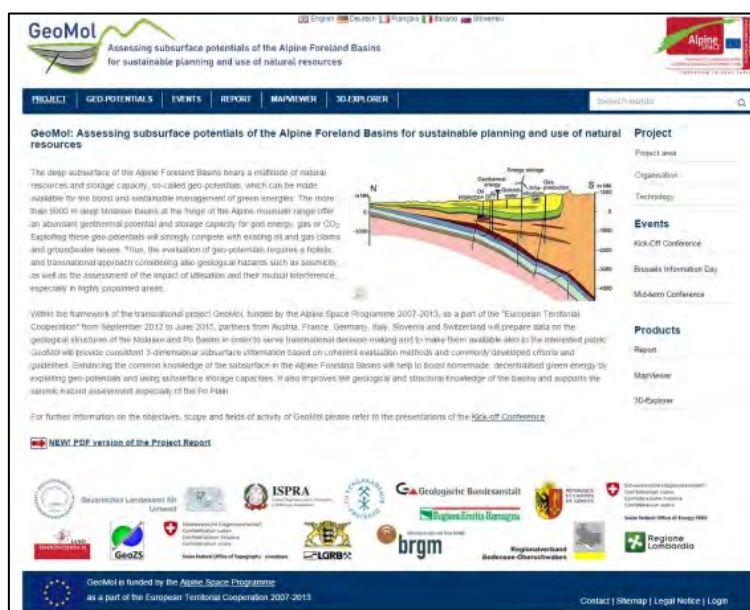 English Deutsch Français Italiano Slovensko
GeoMol
Assessing subsurface potentials of the Alpine Foreland Basins
for sustainable planning and use of natural resources
Alpine
SPACE
PROJECT GEO-POTENTIALS EVENTS REPORT MAPVIEWER 3D-EXPLORER
GeoMol: Assessing subsurface potentials of the Alpine Foreland Basins for sustainable planning and use of natural
resources
The deep subsurface of the Alpine Foreland Basins bears a multitude of natural
resources and storage capacity, so-called geo-potentials, which can be made
available for the boost and sustainable management of green energies. The more
than 5000 m deep Molasse basins at the fringe of the Alpine mountain range offer
an abundant geothermal potential and storage capacity for grid energy, gas or CO2.
Exploiting these geo-potentials will strongly compete with existing oil and gas claims
and groundwater issues. Thus, the evaluation of geo-potentials requires a holistic
and transnational approach considering also geological hazards such as seismicity,
as well as the assessment of the impact of utilisation and their mutual interference,
especially in highly populated areas.
N
S
Energy storage
Geothermal
energy
Oil
production
Within the framework of the transnational project GeoMol, funded by the Alpine Space Programme 2007-2013, as a part of the "European Territorial
Cooperation" from September 2012 to June 2015, partners from Austria, France, Germany, Italy, Slovenia and Switzerland will prepare data on the
geological structures of the Molasse and Po Basin in order to serve transnational decision-making and to make them available also to the interested public.
GeoMol will provide consistent 3-dimensional subsurface information based on coherent evaluation methods and commonly developed criteria and
guidelines. Enhancing the common knowledge of the subsurface in the Alpine Foreland Basins will help to boost homemade, decentralised green energy by
exploiting geo-potentials and using subsurface storage capacities. It also improves the geological and structural knowledge of the basins and supports the
seismic hazard assessment especially of the Po Plain.
For further information on the objectives, scope and fields of activity of GeoMol please refer to the presentations of the Kick-off Conference
NEW! PDF version of the Project Report
Project
Project area
Organisation
Technology
Events
Kick-Off Conference
Brussels Information Day
Mid-term Conference
Products
Report
MapViewer
3D-Explorer
Bayerisches Landesamt für
Umwelt
ISPRA
Geologische Bundesanstalt
Regione Emilia-Romagna
GeoZS
LGRB
brgm
Regionalverband
Bodensee-Oberschwaben
Regione
Lombardia
GeoMol is funded by the Alpine Space Programme
as a part of the European Territorial Cooperation 2007-2013
Contact | Sitemap | Legal Notice | Login